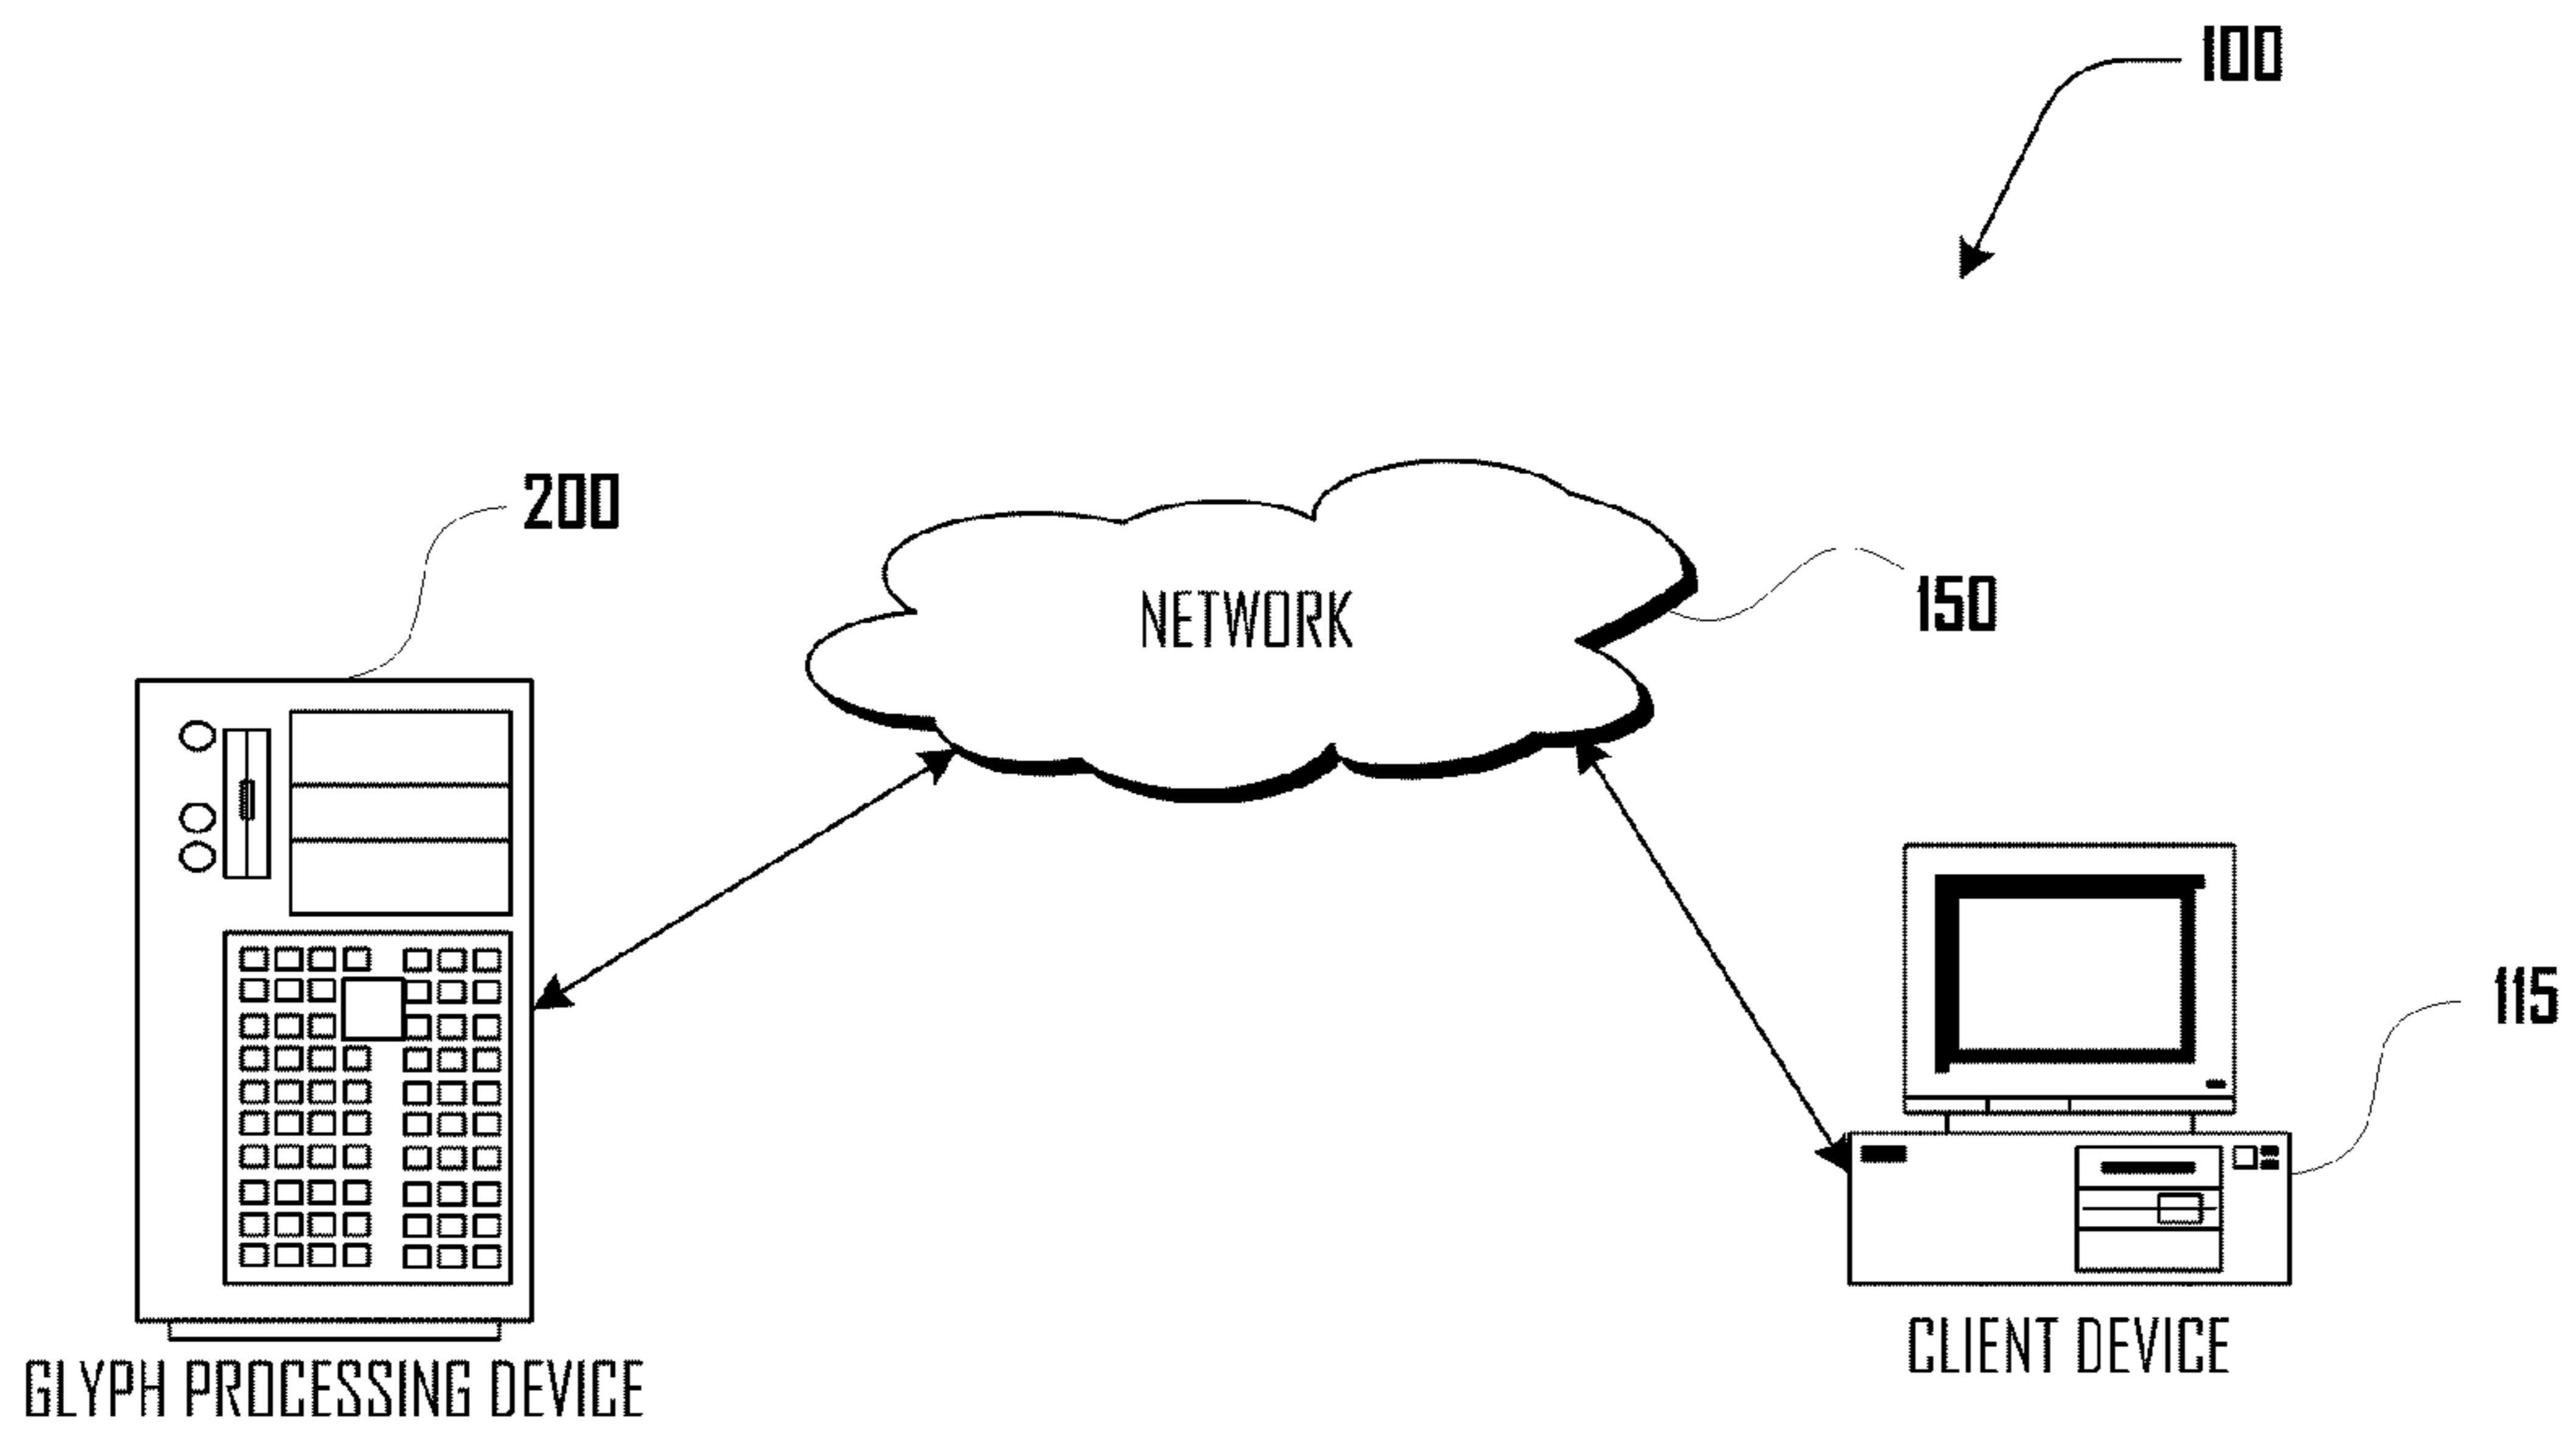 100
200
NETWORK
150
115
CLIENT DEVICE
GLYPH PROCESSING DEVICE